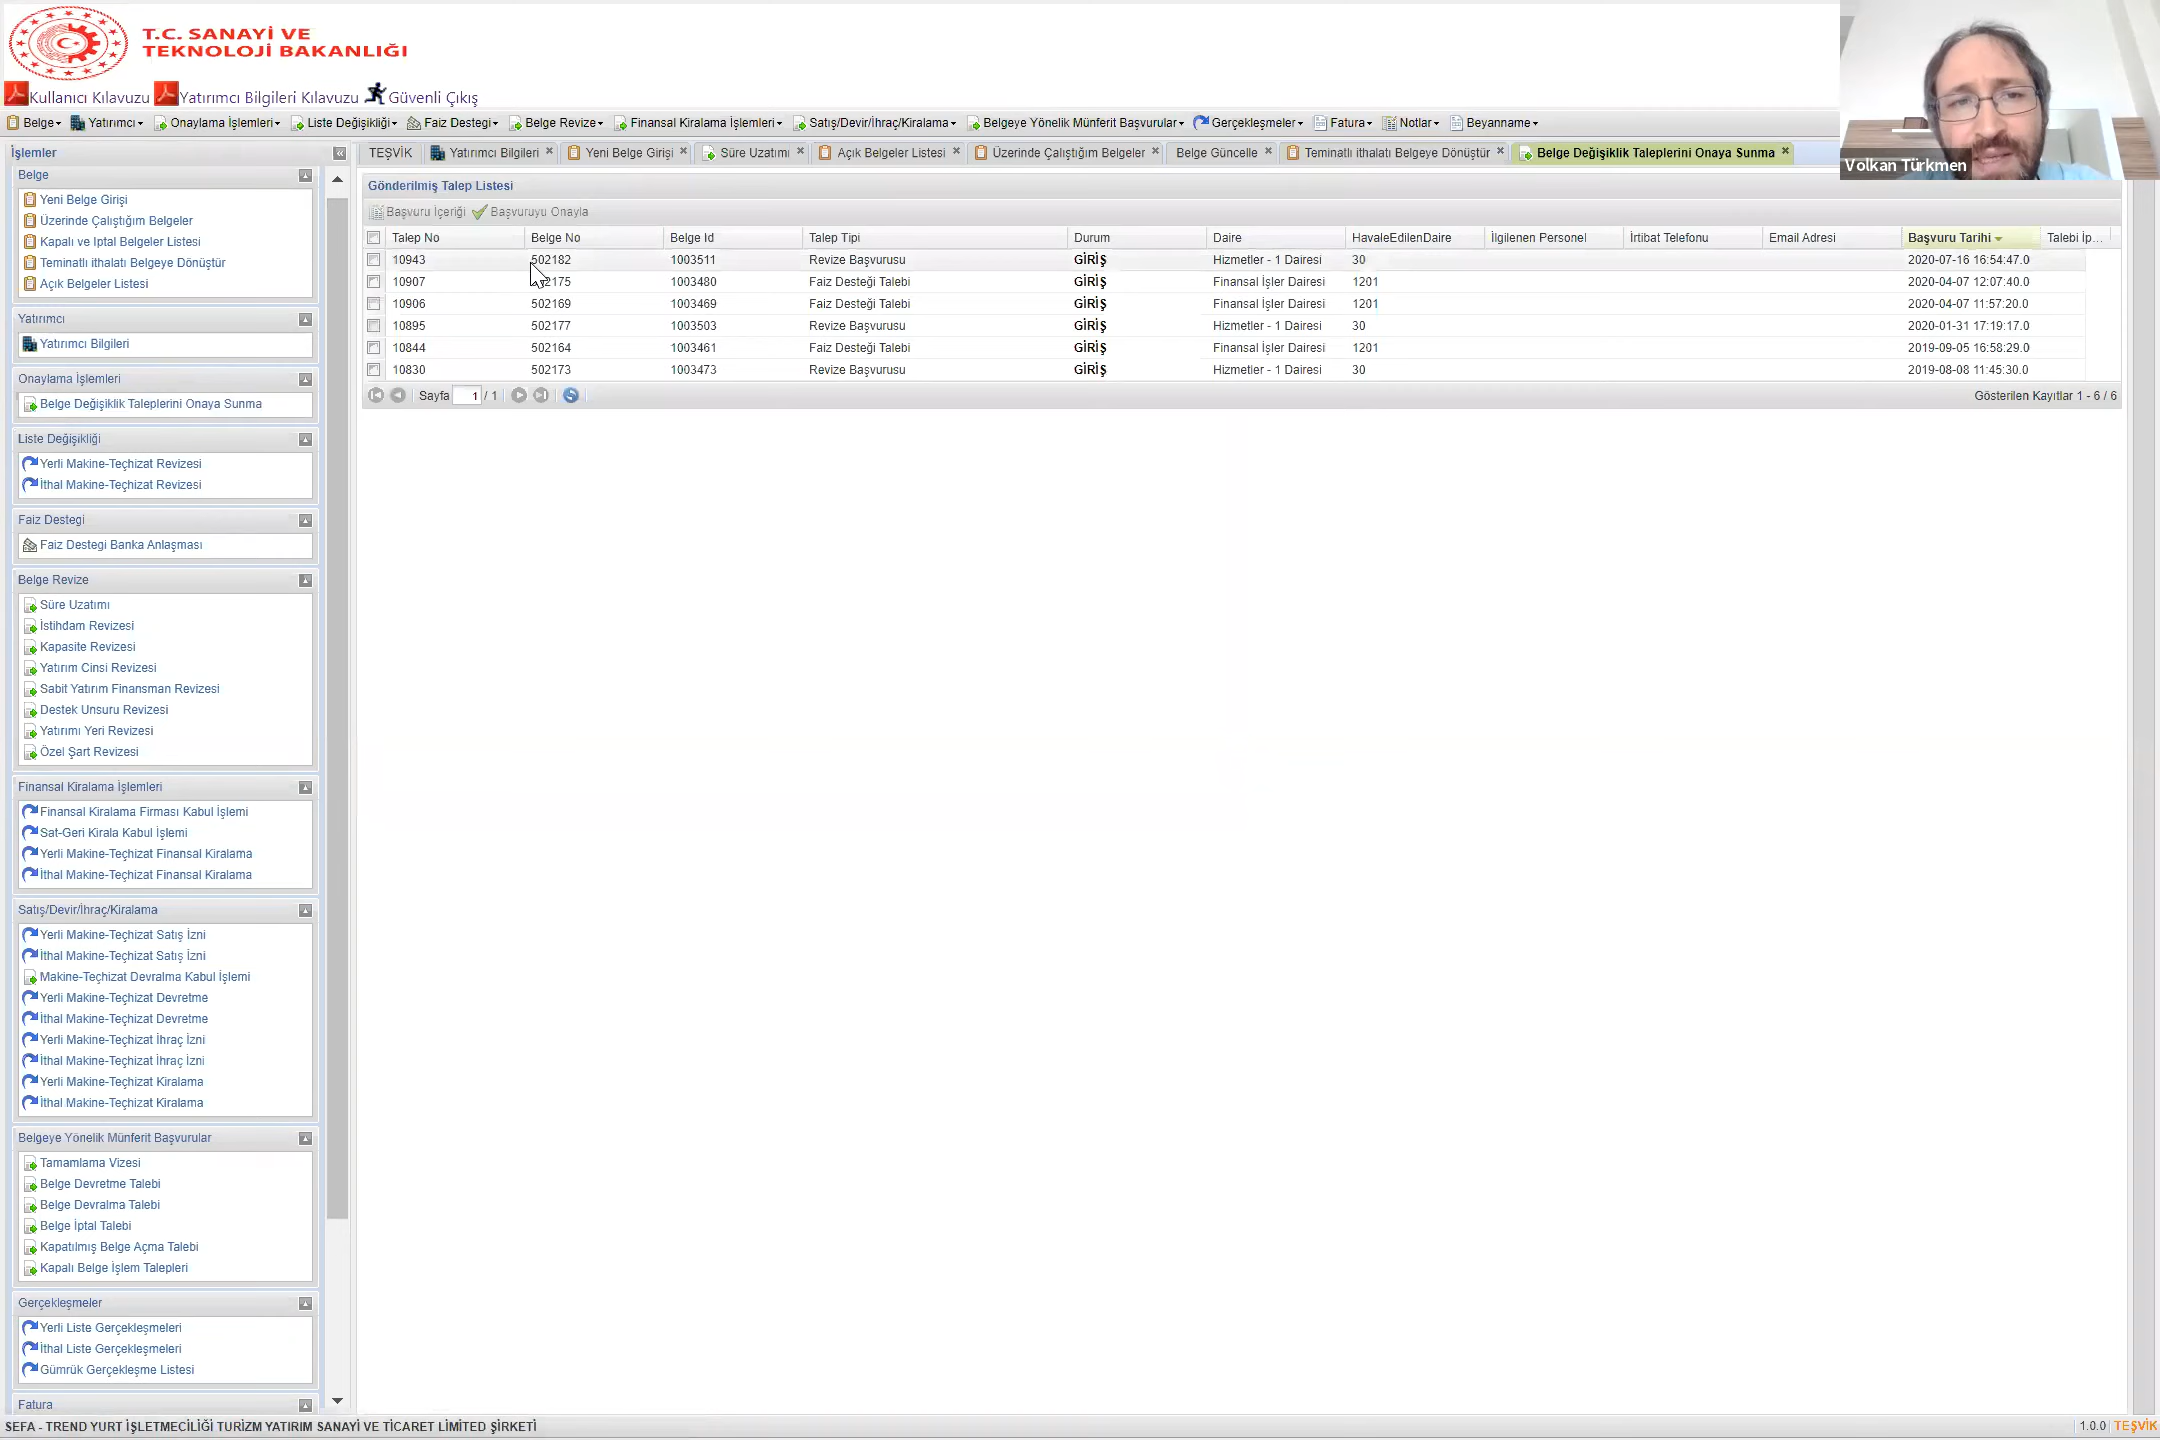 T.C. SANAYİ VE
TEKNOLOJİ BAKANLIĞI
Kullanıcı Kılavuzu Yatırımcı Bilgileri Kılavuzu Güvenli Çıkış
Belge Yatırımcı Onaylama İşlemleri Liste Değişikliği Faiz Destegi Belge Revize Finansal Kiralama İşlemleri Satış/Devir/İhraç/Kiralama Belgeye Yönelik Münferit Başvurular Gerçekleşmeler Fatura Notlar Beyanname
Volkan Türkmen
TEŞVİK Yatırımcı Bilgileri Yeni Belge Girişi Süre Uzatımı Açık Belgeler Listesi Üzerinde Çalıştığım Belgeler Belge Güncelle Teminatlı ithalatı Belgeye Dönüştür Belge Değişiklik Taleplerini Onaya Sunma
İşlemler
Belge
Yeni Belge Girişi
Üzerinde Çalıştığım Belgeler
Kapalı ve Iptal Belgeler Listesi
Teminatlı ithalatı Belgeye Dönüştür
Açık Belgeler Listesi
Yatırımcı
Yatırımcı Bilgileri
Onaylama İşlemleri
Belge Değişiklik Taleplerini Onaya Sunma
Liste Değişikliği
Yerli Makine-Teçhizat Revizesi
İthal Makine-Teçhizat Revizesi
Faiz Destegi
Faiz Destegi Banka Anlaşması
Belge Revize
Süre Uzatımı
İstihdam Revizesi
Kapasite Revizesi
Yatırım Cinsi Revizesi
Sabit Yatırım Finansman Revizesi
Destek Unsuru Revizesi
Yatırımı Yeri Revizesi
Özel Şart Revizesi
Finansal Kiralama İşlemleri
Finansal Kiralama Firması Kabul İşlemi
Sat-Geri Kirala Kabul İşlemi
Yerli Makine-Teçhizat Finansal Kiralama
İthal Makine-Teçhizat Finansal Kiralama
Satış/Devir/İhraç/Kiralama
Yerli Makine-Teçhizat Satış İzni
İthal Makine-Teçhizat Satış İzni
Makine-Teçhizat Devralma Kabul İşlemi
Yerli Makine-Teçhizat Devretme
İthal Makine-Teçhizat Devretme
Yerli Makine-Teçhizat İhraç İzni
İthal Makine-Teçhizat İhraç İzni
Yerli Makine-Teçhizat Kiralama
İthal Makine-Teçhizat Kiralama
Belgeye Yönelik Münferit Başvurular
Tamamlama Vizesi
Belge Devretme Talebi
Belge Devralma Talebi
Belge İptal Talebi
Kapatılmış Belge Açma Talebi
Kapalı Belge İşlem Talepleri
Gerçekleşmeler
Yerli Liste Gerçekleşmeleri
İthal Liste Gerçekleşmeleri
Gümrük Gerçekleşme Listesi
Fatura
Gönderilmiş Talep Listesi
Başvuru İçeriği Başvuruyu Onayla
Talep No Belge No Belge Id Talep Tipi Durum Daire HavaleEdilenDaire İlgilenen Personel İrtibat Telefonu Email Adresi Başvuru Tarihi Talebi İp...
10943 502182 1003511 Revize Başvurusu GİRİŞ Hizmetler - 1 Dairesi 30 2020-07-16 16:54:47.0
10907 2175 1003480 Faiz Desteği Talebi GİRİŞ Finansal İşler Dairesi 1201 2020-04-07 12:07:40.0
10906 502169 1003469 Faiz Desteği Talebi GİRİŞ Finansal İşler Dairesi 1201 2020-04-07 11:57:20.0
10895 502177 1003503 Revize Başvurusu GİRİŞ Hizmetler - 1 Dairesi 30 2020-01-31 17:19:17.0
10844 502164 1003461 Faiz Desteği Talebi GİRİŞ Finansal İşler Dairesi 1201 2019-09-05 16:58:29.0
10830 502173 1003473 Revize Başvurusu GİRİŞ Hizmetler - 1 Dairesi 30 2019-08-08 11:45:30.0
Sayfa 1 / 1 Gösterilen Kayıtlar 1 - 6 / 6
SEFA - TREND YURT İŞLETMECİLİĞİ TURİZM YATIRIM SANAYİ VE TİCARET LİMİTED ŞİRKETİ 1.0.0 TEŞVİK